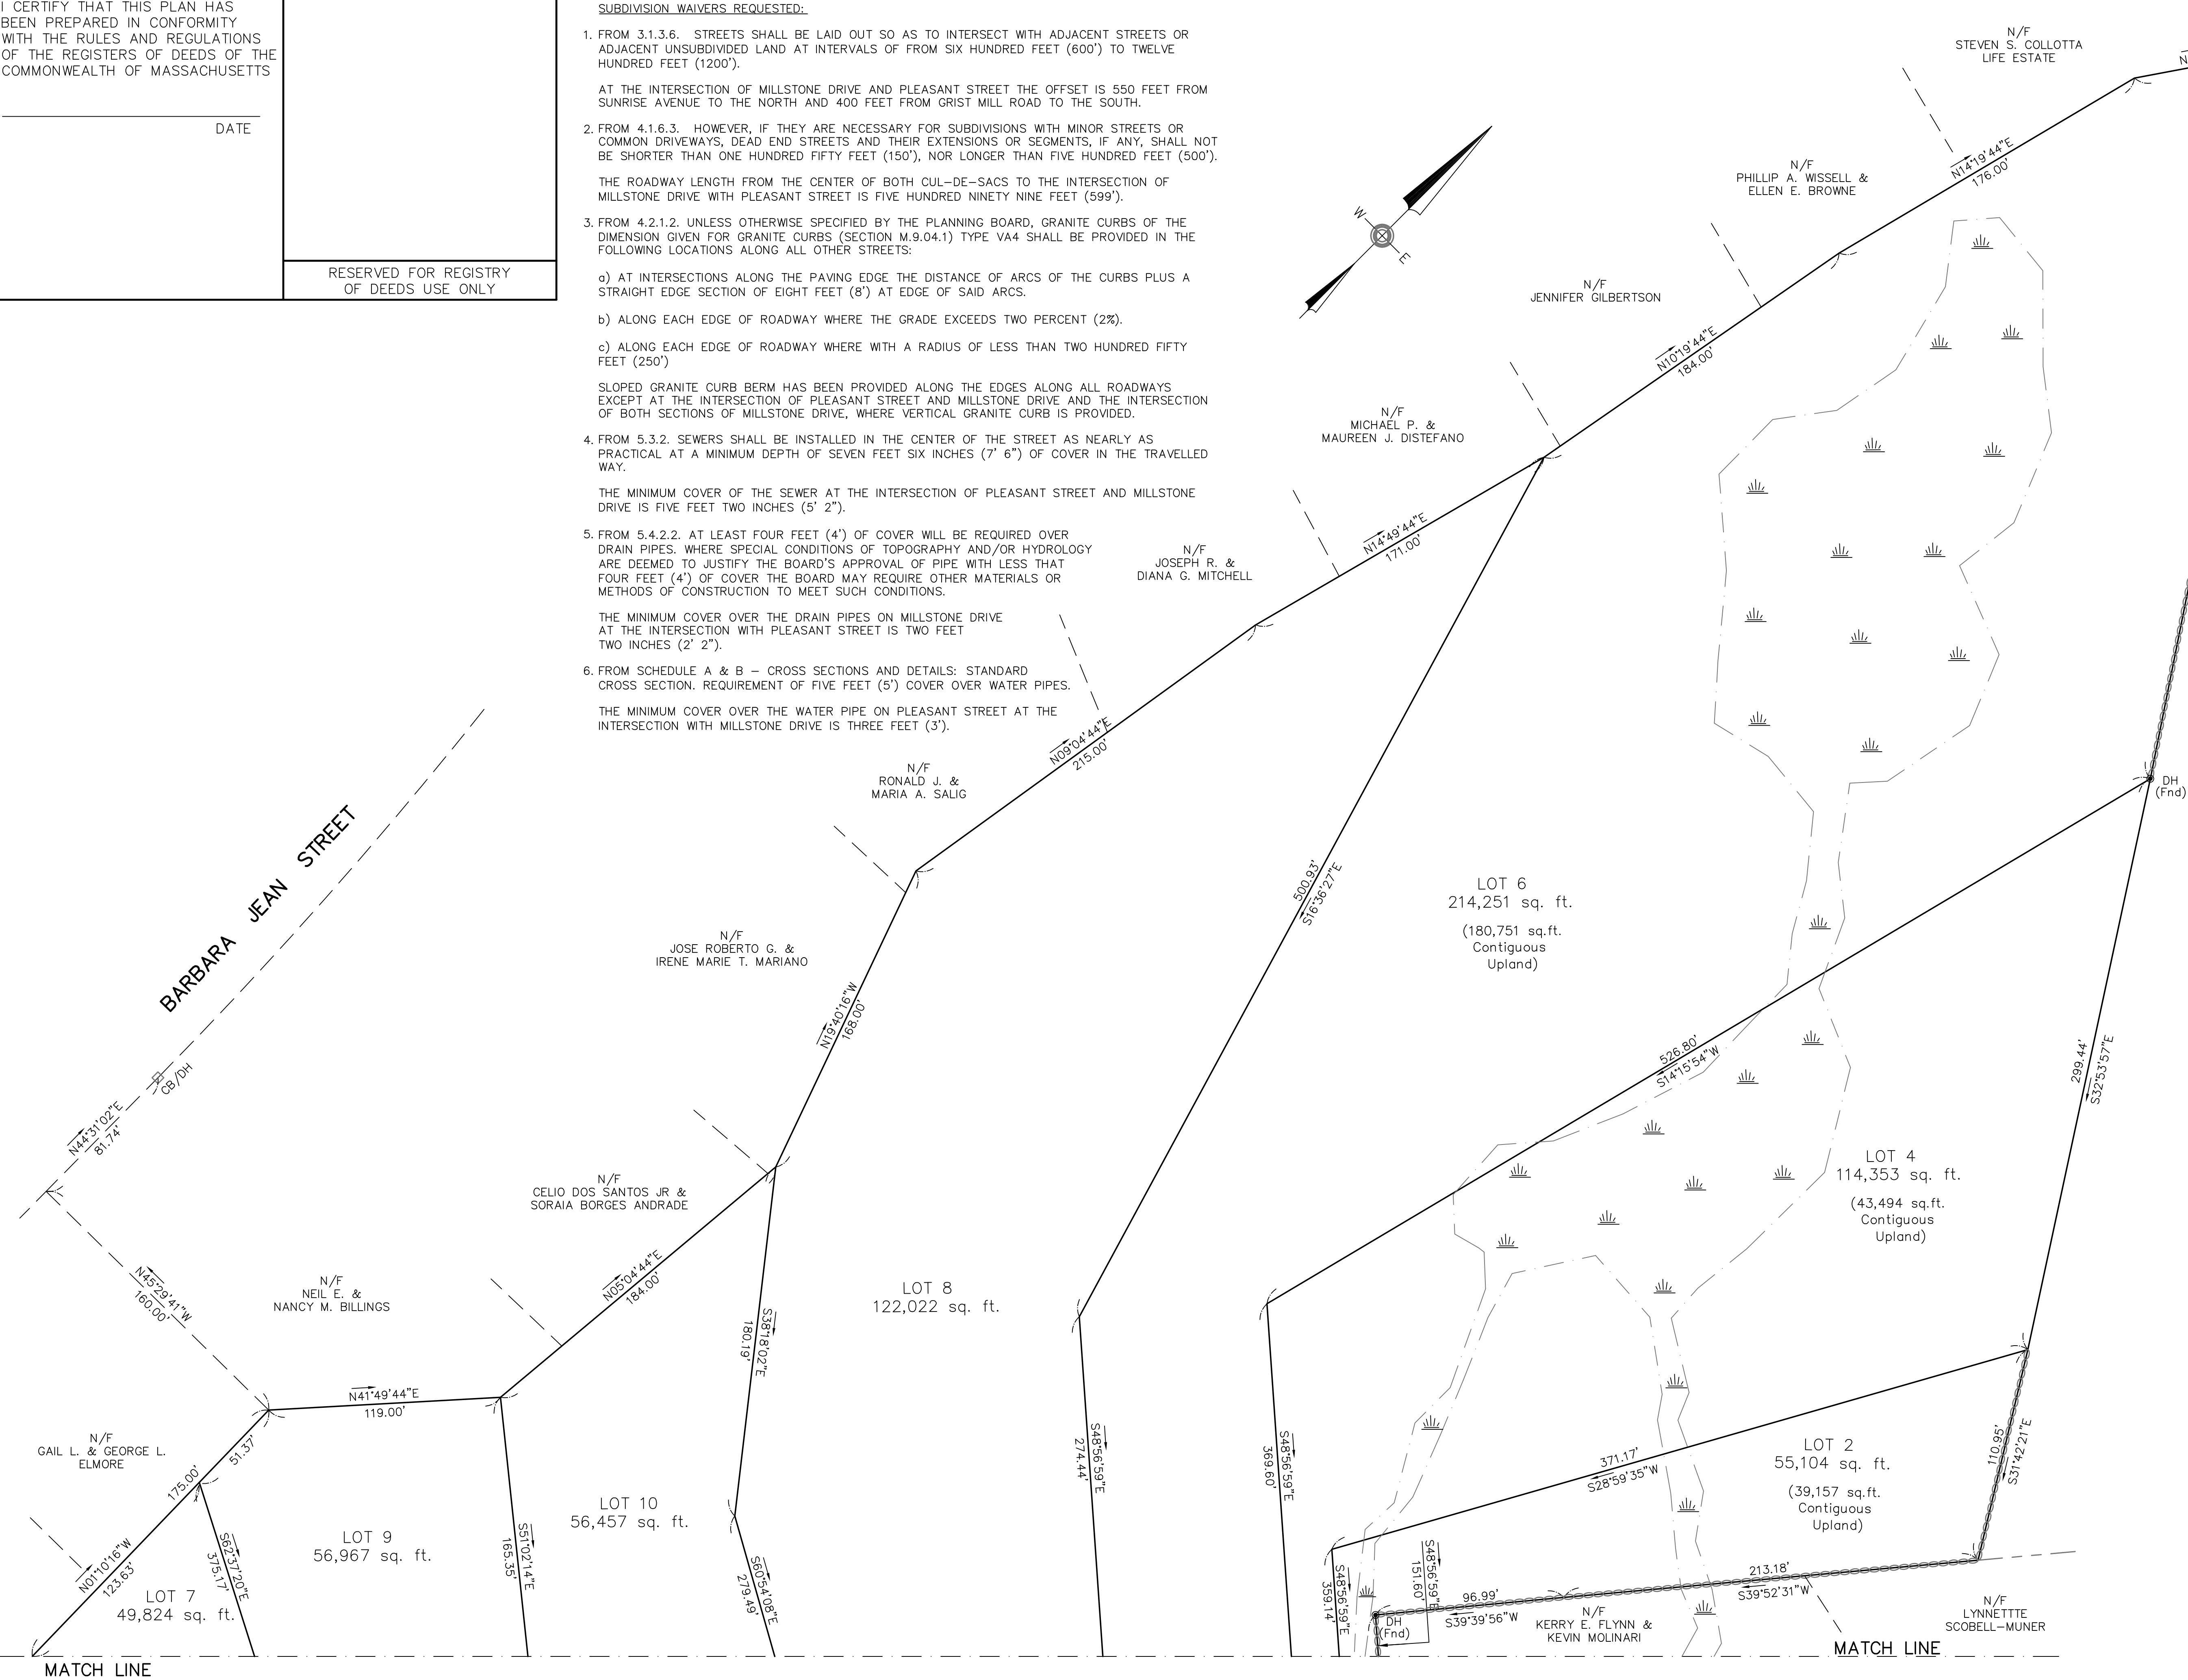 I CERTIFY THAT THIS PLAN HAS
BEEN PREPARED IN CONFORMITY
WITH THE RULES AND REGULATIONS
OF THE REGISTERS OF DEEDS OF THE
COMMONWEALTH OF MASSACHUSETTS
DATE
RESERVED FOR REGISTRY
OF DEEDS USE ONLY
SUBDIVISION WAIVERS REQUESTED:
1. FROM 3.1.3.6. STREETS SHALL BE LAID OUT SO AS TO INTERSECT WITH ADJACENT STREETS OR
ADJACENT UNSUBDIVIDED LAND AT INTERVALS OF FROM SIX HUNDRED FEET (600') TO TWELVE
HUNDRED FEET (1200').
AT THE INTERSECTION OF MILLSTONE DRIVE AND PLEASANT STREET THE OFFSET IS 550 FEET FROM
SUNRISE AVENUE TO THE NORTH AND 400 FEET FROM GRIST MILL ROAD TO THE SOUTH.
2. FROM 4.1.6.3. HOWEVER, IF THEY ARE NECESSARY FOR SUBDIVISIONS WITH MINOR STREETS OR
COMMON DRIVEWAYS, DEAD END STREETS AND THEIR EXTENSIONS OR SEGMENTS, IF ANY, SHALL NOT
BE SHORTER THAN ONE HUNDRED FIFTY FEET (150'), NOR LONGER THAN FIVE HUNDRED FEET (500').
THE ROADWAY LENGTH FROM THE CENTER OF BOTH CUL-DE-SACS TO THE INTERSECTION OF
MILLSTONE DRIVE WITH PLEASANT STREET IS FIVE HUNDRED NINETY NINE FEET (599').
3. FROM 4.2.1.2. UNLESS OTHERWISE SPECIFIED BY THE PLANNING BOARD, GRANITE CURBS OF THE
DIMENSION GIVEN FOR GRANITE CURBS (SECTION M.9.04.1) TYPE VA4 SHALL BE PROVIDED IN THE
FOLLOWING LOCATIONS ALONG ALL OTHER STREETS:
a) AT INTERSECTIONS ALONG THE PAVING EDGE THE DISTANCE OF ARCS OF THE CURBS PLUS A
STRAIGHT EDGE SECTION OF EIGHT FEET (8') AT EDGE OF SAID ARCS.
b) ALONG EACH EDGE OF ROADWAY WHERE THE GRADE EXCEEDS TWO PERCENT (2%).
c) ALONG EACH EDGE OF ROADWAY WHERE WITH A RADIUS OF LESS THAN TWO HUNDRED FIFTY
FEET (250')
SLOPED GRANITE CURB BERM HAS BEEN PROVIDED ALONG THE EDGES ALONG ALL ROADWAYS
EXCEPT AT THE INTERSECTION OF PLEASANT STREET AND MILLSTONE DRIVE AND THE INTERSECTION
OF BOTH SECTIONS OF MILLSTONE DRIVE, WHERE VERTICAL GRANITE CURB IS PROVIDED.
4. FROM 5.3.2. SEWERS SHALL BE INSTALLED IN THE CENTER OF THE STREET AS NEARLY AS
PRACTICAL AT A MINIMUM DEPTH OF SEVEN FEET SIX INCHES (7' 6") OF COVER IN THE TRAVELLED
WAY.
THE MINIMUM COVER OF THE SEWER AT THE INTERSECTION OF PLEASANT STREET AND MILLSTONE
DRIVE IS FIVE FEET TWO INCHES (5' 2").
5. FROM 5.4.2.2. AT LEAST FOUR FEET (4') OF COVER WILL BE REQUIRED OVER
DRAIN PIPES. WHERE SPECIAL CONDITIONS OF TOPOGRAPHY AND/OR HYDROLOGY
ARE DEEMED TO JUSTIFY THE BOARD'S APPROVAL OF PIPE WITH LESS THAT
FOUR FEET (4') OF COVER THE BOARD MAY REQUIRE OTHER MATERIALS OR
METHODS OF CONSTRUCTION TO MEET SUCH CONDITIONS.
THE MINIMUM COVER OVER THE DRAIN PIPES ON MILLSTONE DRIVE
AT THE INTERSECTION WITH PLEASANT STREET IS TWO FEET
TWO INCHES (2' 2").
6. FROM SCHEDULE A & B – CROSS SECTIONS AND DETAILS: STANDARD
CROSS SECTION. REQUIREMENT OF FIVE FEET (5') COVER OVER WATER PIPES.
THE MINIMUM COVER OVER THE WATER PIPE ON PLEASANT STREET AT THE
INTERSECTION WITH MILLSTONE DRIVE IS THREE FEET (3').
W
E
N/F
STEVEN S. COLLOTTA
LIFE ESTATE
N
N14°19'44"E
176.00'
N/F
PHILLIP A. WISSELL &
ELLEN E. BROWNE
N/F
JENNIFER GILBERTSON
N10°19'44"E
184.00'
N/F
MICHAEL P. &
MAUREEN J. DISTEFANO
N14°49'44"E
171.00'
N/F
JOSEPH R. &
DIANA G. MITCHELL
N09°04'44"E
215.00'
N/F
RONALD J. &
MARIA A. SALIG
DH
(Fnd)
BARBARA JEAN STREET
500.93'
S16°36'27"E
LOT 6
214,251 sq. ft.
(180,751 sq.ft.
Contiguous
Upland)
N/F
JOSE ROBERTO G. &
IRENE MARIE T. MARIANO
N19°40'16"W
168.00'
CB/DH
N44°31'02"E
81.74'
526.80'
S14°15'54"W
299.44'
S32°53'57"E
LOT 4
114,353 sq. ft.
(43,494 sq.ft.
Contiguous
Upland)
N/F
CELIO DOS SANTOS JR &
SORAIA BORGES ANDRADE
N45°29'41"W
160.00'
N/F
NEIL E. &
NANCY M. BILLINGS
N05°04'44"E
184.00'
S38°18'02"E
180.19'
LOT 8
122,022 sq. ft.
N41°49'44"E
119.00'
N/F
GAIL L. & GEORGE L.
ELMORE
51.37'
175.00'
S48°56'59"E
274.44'
S48°56'59"E
369.60'
371.17'
S28°59'35"W
LOT 2
55,104 sq. ft.
(39,157 sq.ft.
Contiguous
Upland)
110.95'
S31°42'21"E
LOT 10
56,457 sq. ft.
LOT 9
56,967 sq. ft.
N01°10'16"W
123.63'
S62°37'20"E
375.17'
S51°02'14"E
165.35'
S60°54'08"E
279.49'
LOT 7
49,824 sq. ft.
S48°56'59"E
359.14'
S48°56'59"E
151.60'
DH
(Fnd)
96.99'
S39°39'56"W
213.18'
S39°52'31"W
N/F
KERRY E. FLYNN &
KEVIN MOLINARI
N/F
LYNNETTTE
SCOBELL-MUNER
MATCH LINE
MATCH LINE